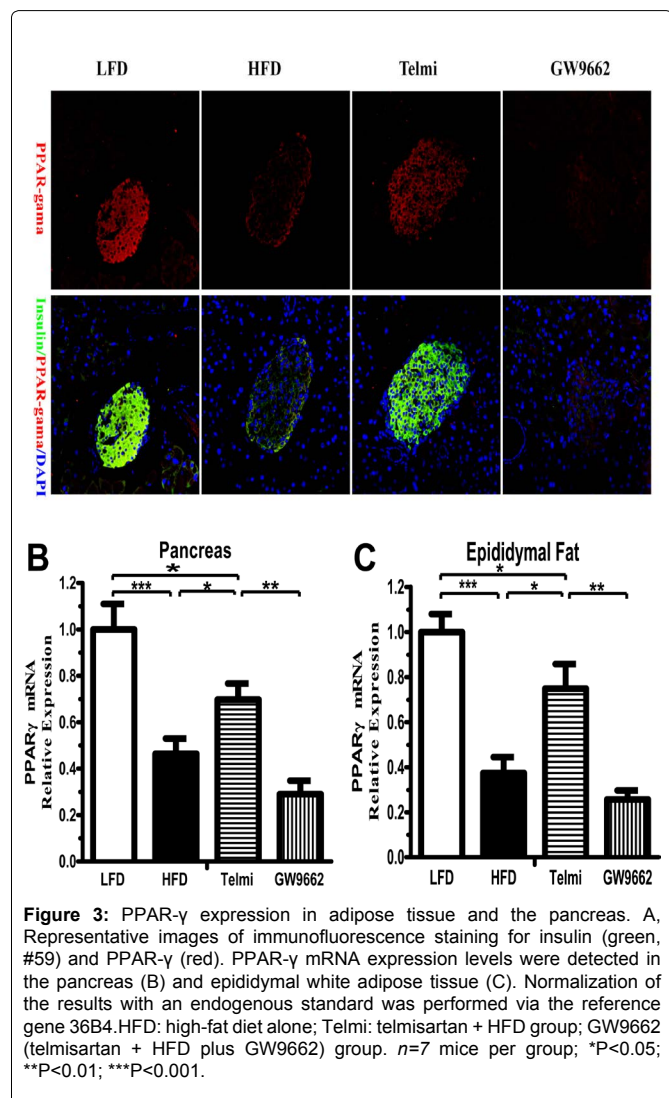 LFD HFD Telmi GW9662
PPAR-gama
Insulin/PPAR-gama/DAPI
B Pancreas
PPARγ mRNA
Relative Expression
1.2
1.0
0.8
0.6
0.4
0.2
0.0
*
*** * **
LFD HFD Telmi GW9662
C Epididymal Fat
PPARγ mRNA
Relative Expression
1.2
1.0
0.8
0.6
0.4
0.2
0.0
*
*** * **
LFD HFD Telmi GW9662
Figure 3: PPAR-γ expression in adipose tissue and the pancreas. A,
Representative images of immunofluorescence staining for insulin (green,
#59) and PPAR-γ (red). PPAR-γ mRNA expression levels were detected in
the pancreas (B) and epididymal white adipose tissue (C). Normalization of
the results with an endogenous standard was performed via the reference
gene 36B4.HFD: high-fat diet alone; Telmi: telmisartan + HFD group; GW9662
(telmisartan + HFD plus GW9662) group. n=7 mice per group; *P<0.05;
**P<0.01; ***P<0.001.